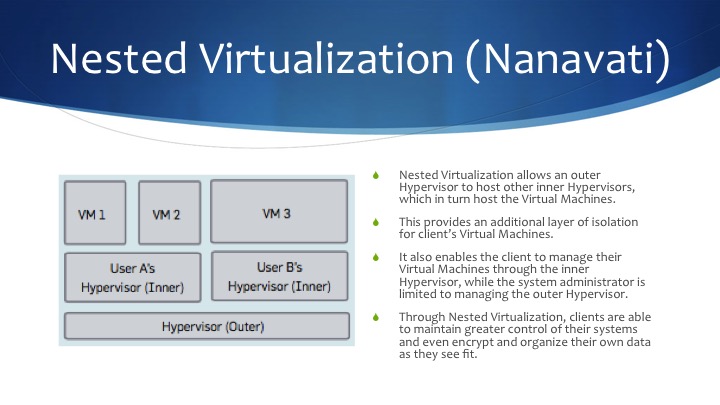 Nested Virtualization (Nanavati)
VM 1
VM 2
VM 3
User A's
Hypervisor (Inner)
User B's
Hypervisor (Inner)
Hypervisor (Outer)
Nested Virtualization allows an outer
Hypervisor to host other inner Hypervisors,
which in turn host the Virtual Machines.
This provides an additional layer of isolation
for client's Virtual Machines.
It also enables the client to manage their
Virtual Machines through the inner
Hypervisor, while the system administrator is
limited to managing the outer Hypervisor.
Through Nested Virtualization, clients are able
to maintain greater control of their systems
and even encrypt and organize their own data
as they see fit.